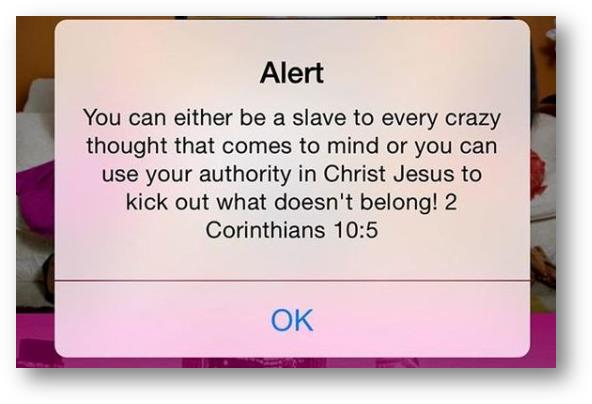 Alert
You can either be a slave to every crazy
thought that comes to mind or you can
use your authority in Christ Jesus to
kick out what doesn't belong! 2
Corinthians 10:5
OK